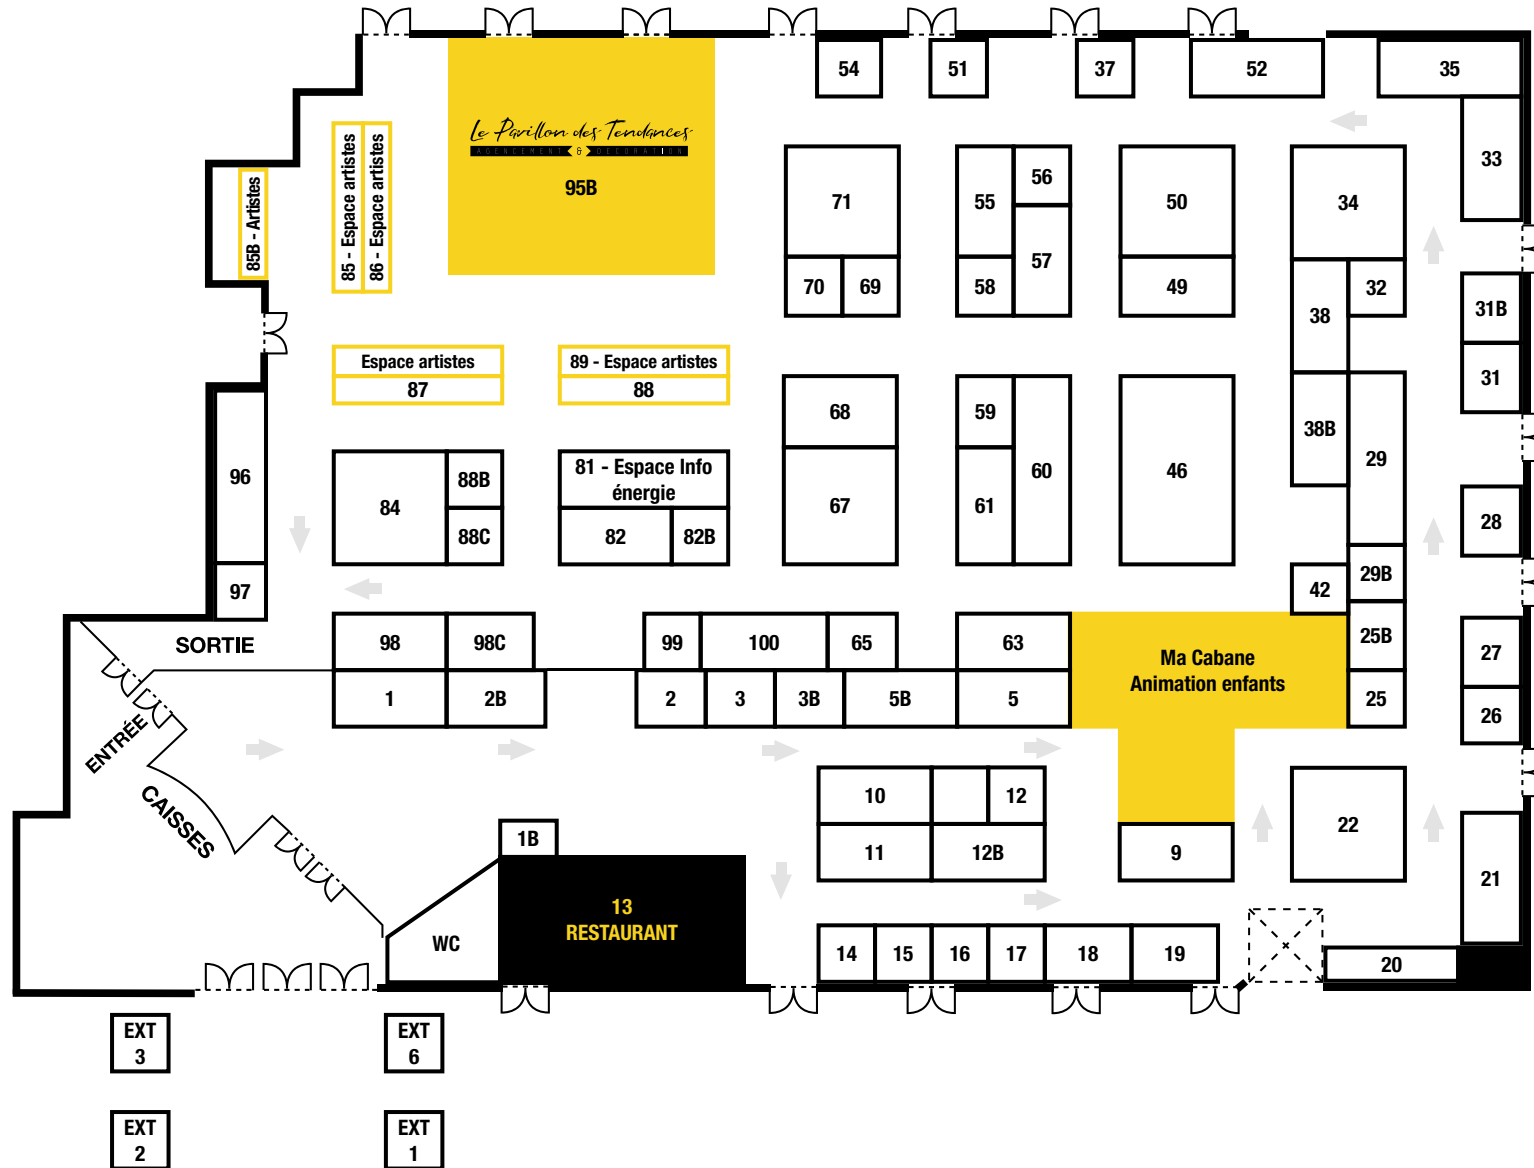 54
51
37
52
35
Le Pavillon des Tendances
AGENCEMENT & DÉCORATION
95B
85B - Artistes
85 - Espace artistes
86 - Espace artistes
71
55
56
50
34
33
57
70
69
58
49
38
32
31B
31
Espace artistes
87
89 - Espace artistes
88
68
59
60
46
38B
29
96
84
88B
88C
81 - Espace Info
énergie
82
82B
67
61
28
97
42
29B
SORTIE
98
98C
99
100
65
63
Ma Cabane
Animation enfants
25B
27
1
2B
2
3
3B
5B
5
25
26
ENTRÉE
CAISSES
10
12
11
12B
9
22
21
1B
13
RESTAURANT
WC
14
15
16
17
18
19
20
EXT
3
EXT
6
EXT
2
EXT
1